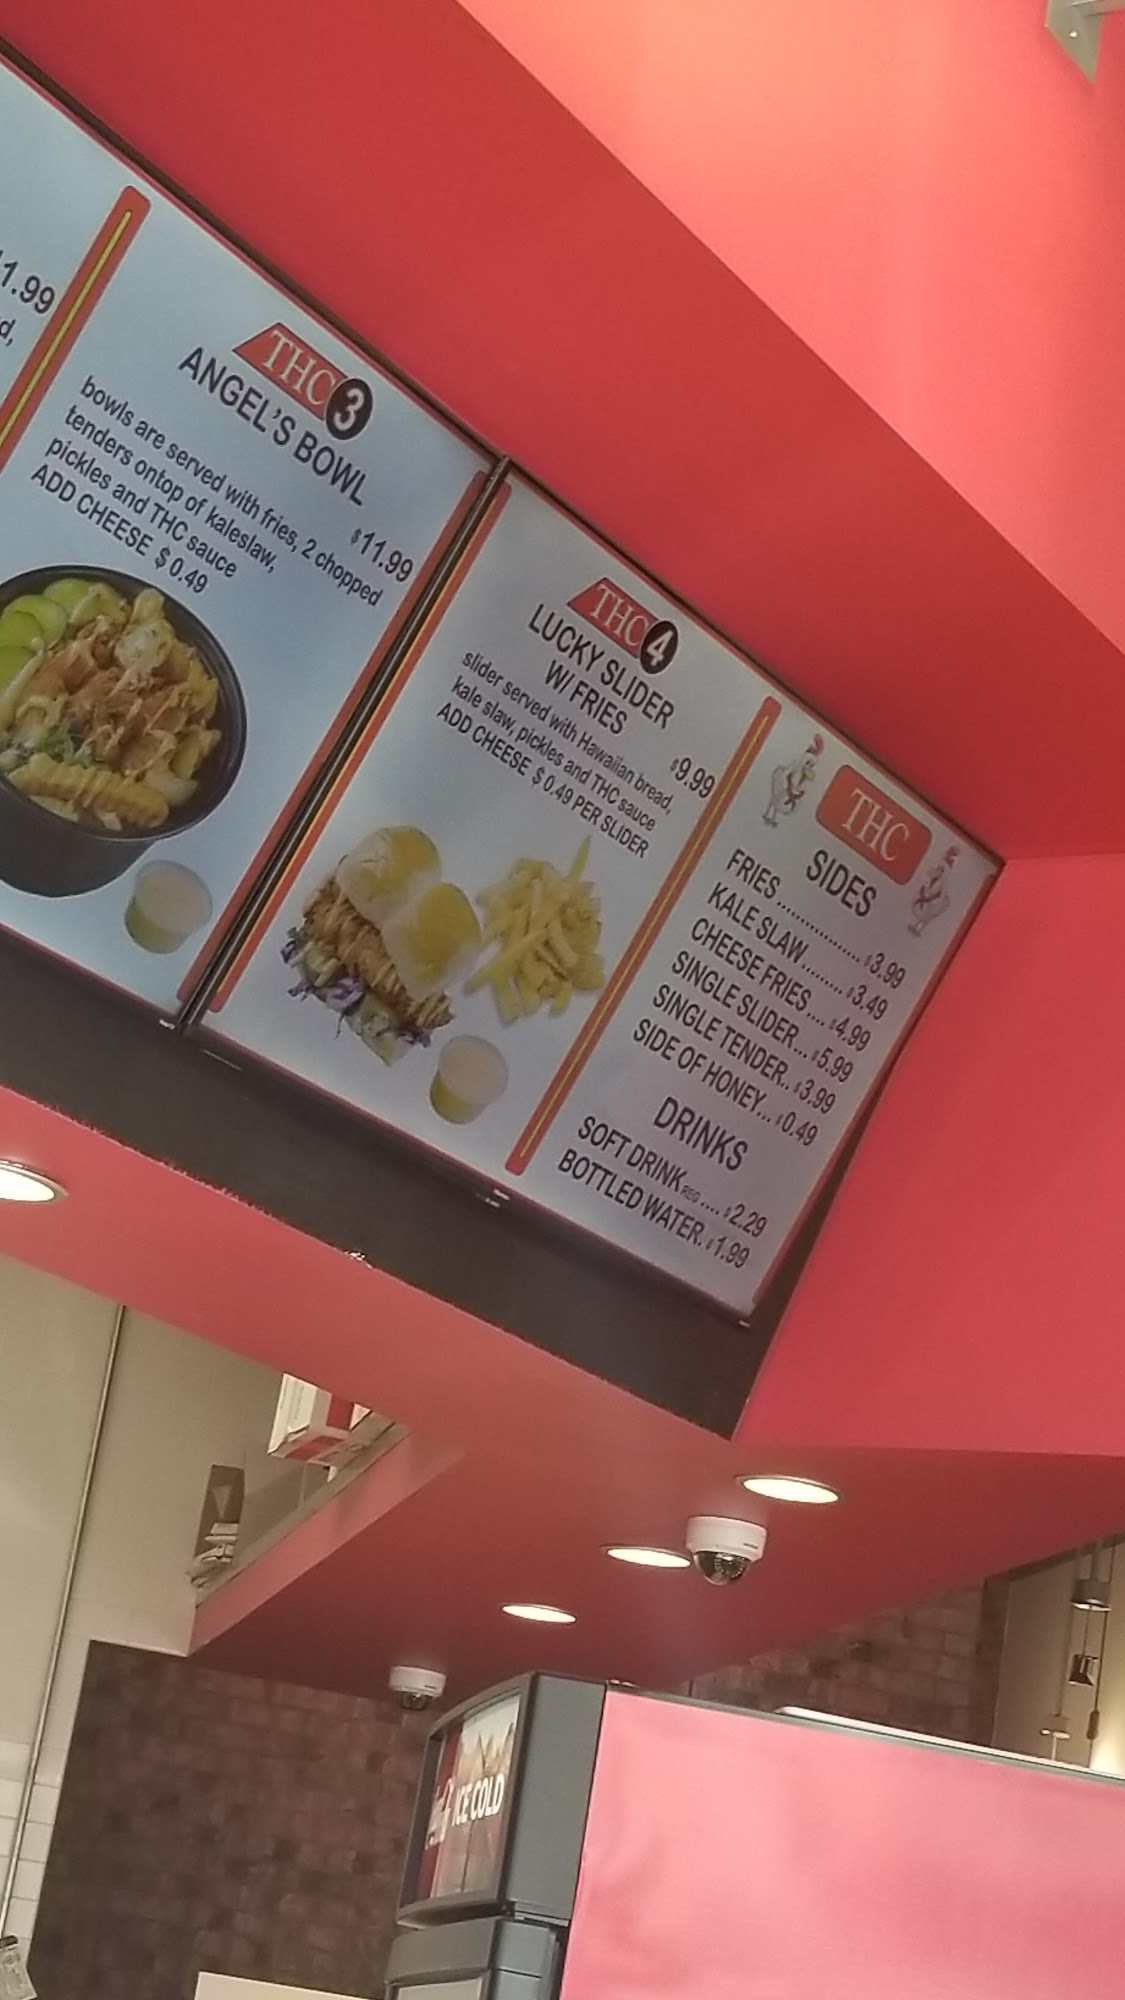 1.99
d,
THC 3
ANGEL'S BOWL
$11.99
bowls are served with fries, 2 chopped
tenders ontop of kaleslaw,
pickles and THC sauce
ADD CHEESE $0.49
THC 4
LUCKY SLIDER
W/ FRIES
$9.99
slider served with Hawaiian bread,
kale slaw, pickles and THC sauce
ADD CHEESE $0.49 PER SLIDER
THC
SIDES
FRIES .................... $3.99
KALE SLAW ......... $3.49
CHEESE FRIES .... $4.99
SINGLE SLIDER... $5.99
SINGLE TENDER.. $3.99
SIDE OF HONEY... $0.49
DRINKS
SOFT DRINK REG .... $2.29
BOTTLED WATER. $1.99
ICE COLD